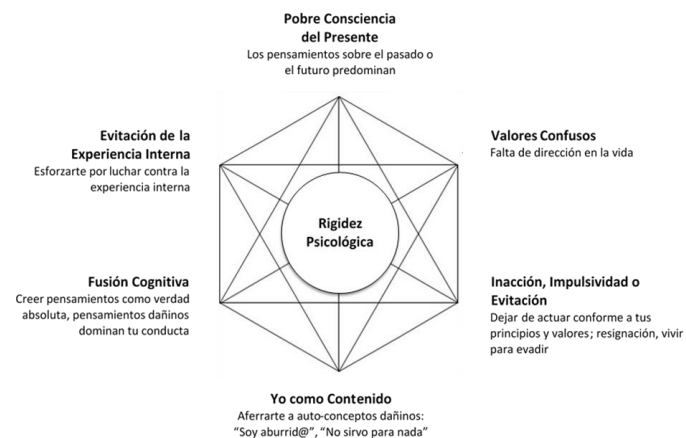 Pobre Consciencia
del Presente
Los pensamientos sobre el pasado o
el futuro predominan
Evitación de la
Experiencia Interna
Esforzarte por luchar contra la
experiencia interna
Valores Confusos
Falta de dirección en la vida
Rigidez
Psicológica
Fusión Cognitiva
Creer pensamientos como verdad
absoluta, pensamientos dañinos
dominan tu conducta
Inacción, Impulsividad o
Evitación
Dejar de actuar conforme a tus
principios y valores; resignación, vivir
para evadir
Yo como Contenido
Aferrarte a auto-conceptos dañinos:
“Soy aburrid@”, “No sirvo para nada”